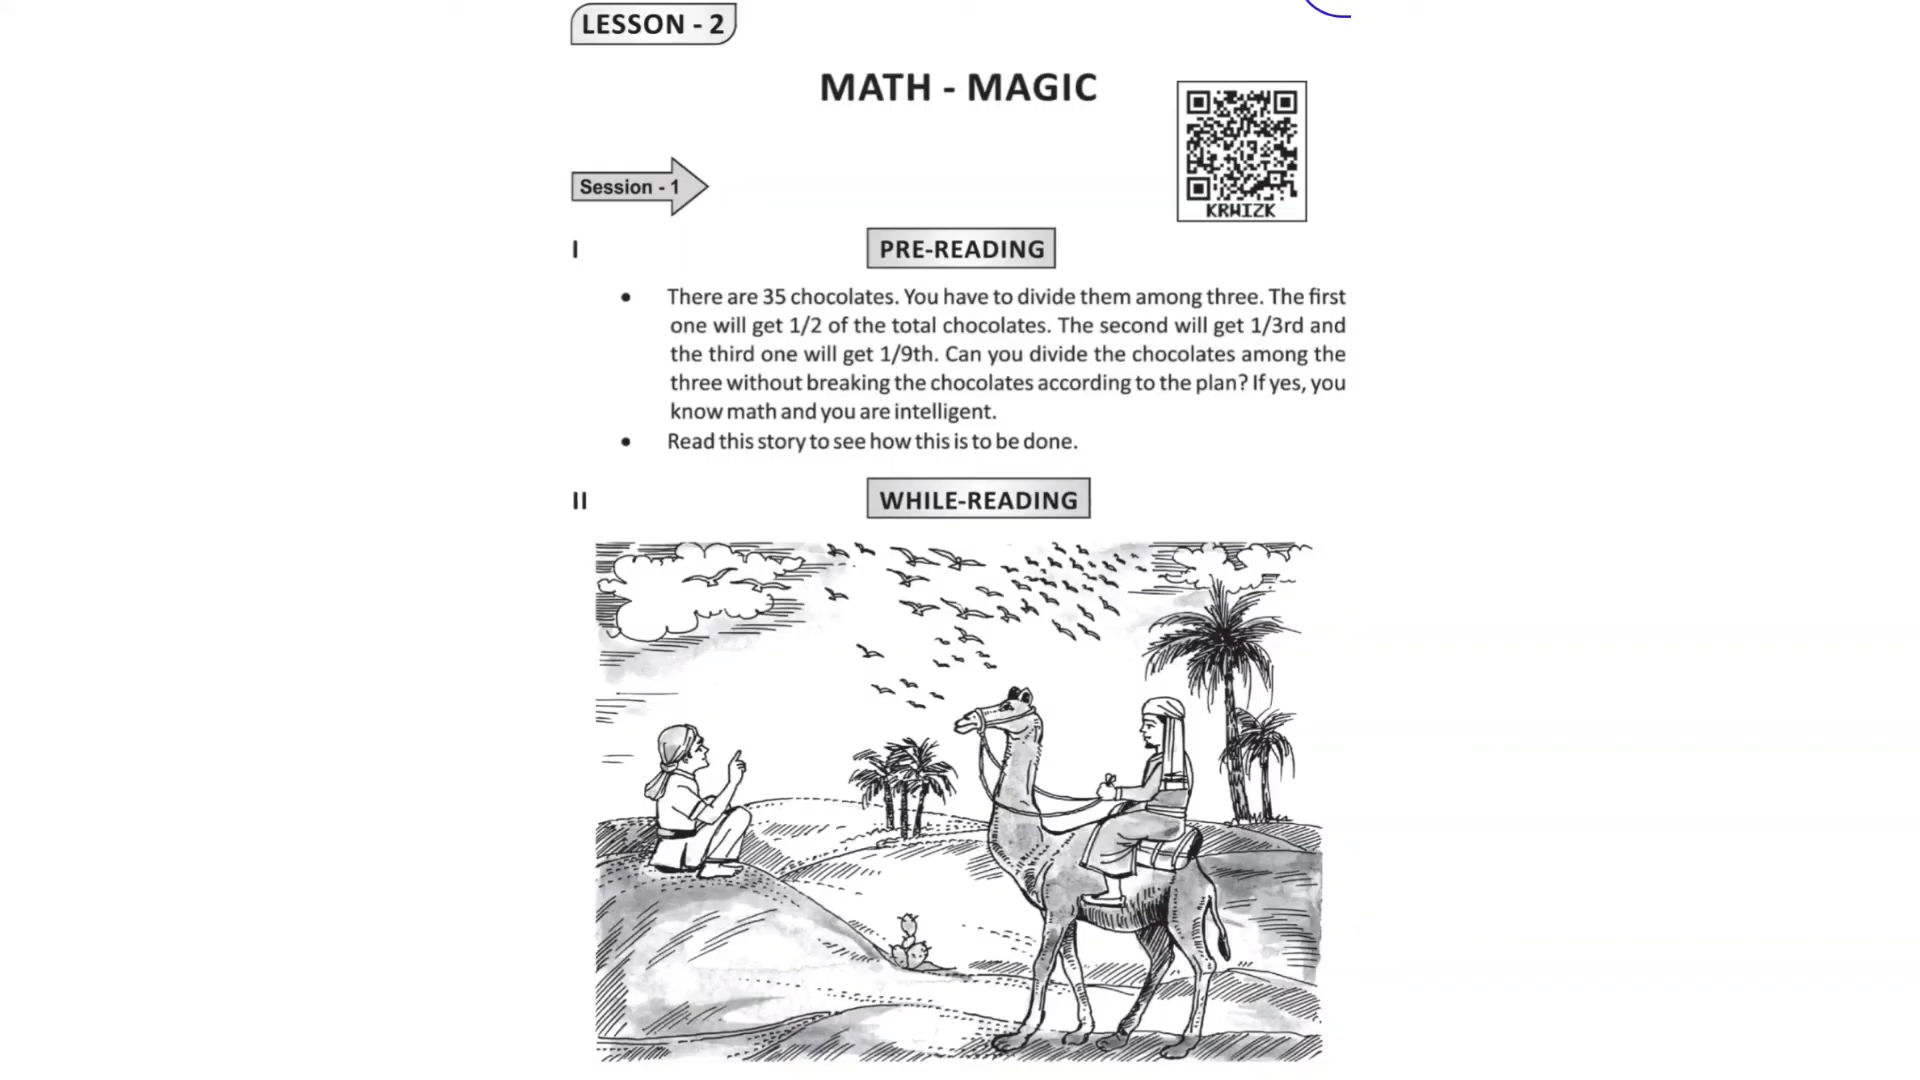 LESSON - 2
MATH - MAGIC
Session - 1
KRWIZK
I
PRE-READING
• There are 35 chocolates. You have to divide them among three. The first
one will get 1/2 of the total chocolates. The second will get 1/3rd and
the third one will get 1/9th. Can you divide the chocolates among the
three without breaking the chocolates according to the plan? If yes, you
know math and you are intelligent.
• Read this story to see how this is to be done.
II
WHILE-READING